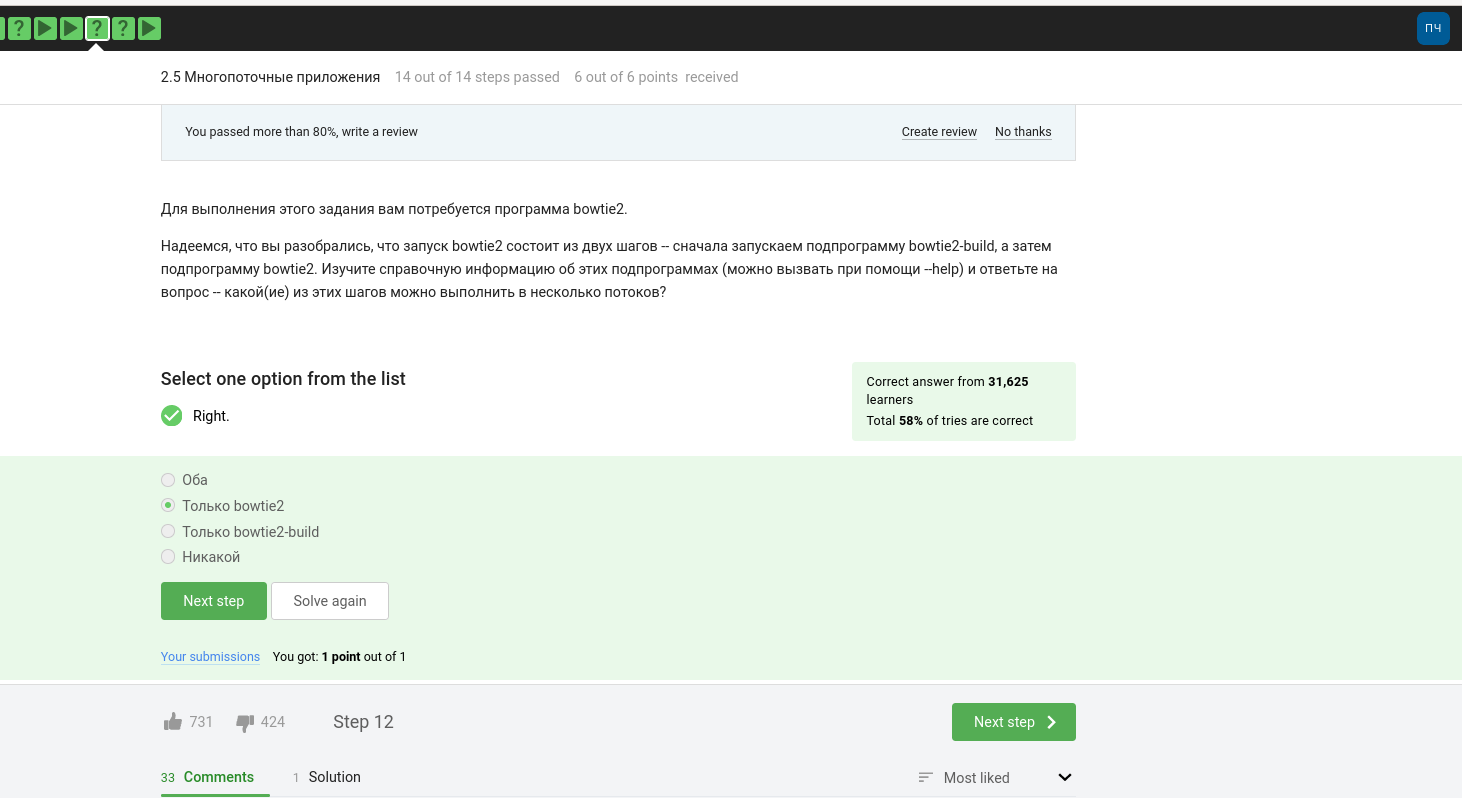 ? ? ?
ПЧ
2.5 Многопоточные приложения 14 out of 14 steps passed 6 out of 6 points received
You passed more than 80%, write a review Create review No thanks
Для выполнения этого задания вам потребуется программа bowtie2.
Надеемся, что вы разобрались, что запуск bowtie2 состоит из двух шагов -- сначала запускаем подпрограмму bowtie2-build, а затем
подпрограмму bowtie2. Изучите справочную информацию об этих подпрограммах (можно вызвать при помощи --help) и ответьте на
вопрос -- какой(ие) из этих шагов можно выполнить в несколько потоков?
Select one option from the list
Right.
Correct answer from 31,625
learners
Total 58% of tries are correct
Оба
Только bowtie2
Только bowtie2-build
Никакой
Next step Solve again
Your submissions You got: 1 point out of 1
731 424 Step 12 Next step
33 Comments 1 Solution Most liked